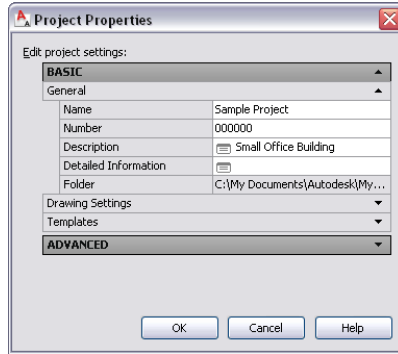 Project Properties
Edit project settings:
BASIC
General
Name Sample Project
Number 000000
Description Small Office Building
Detailed Information
Folder C:\My Documents\Autodesk\My...
Drawing Settings
Templates
ADVANCED
OK Cancel Help